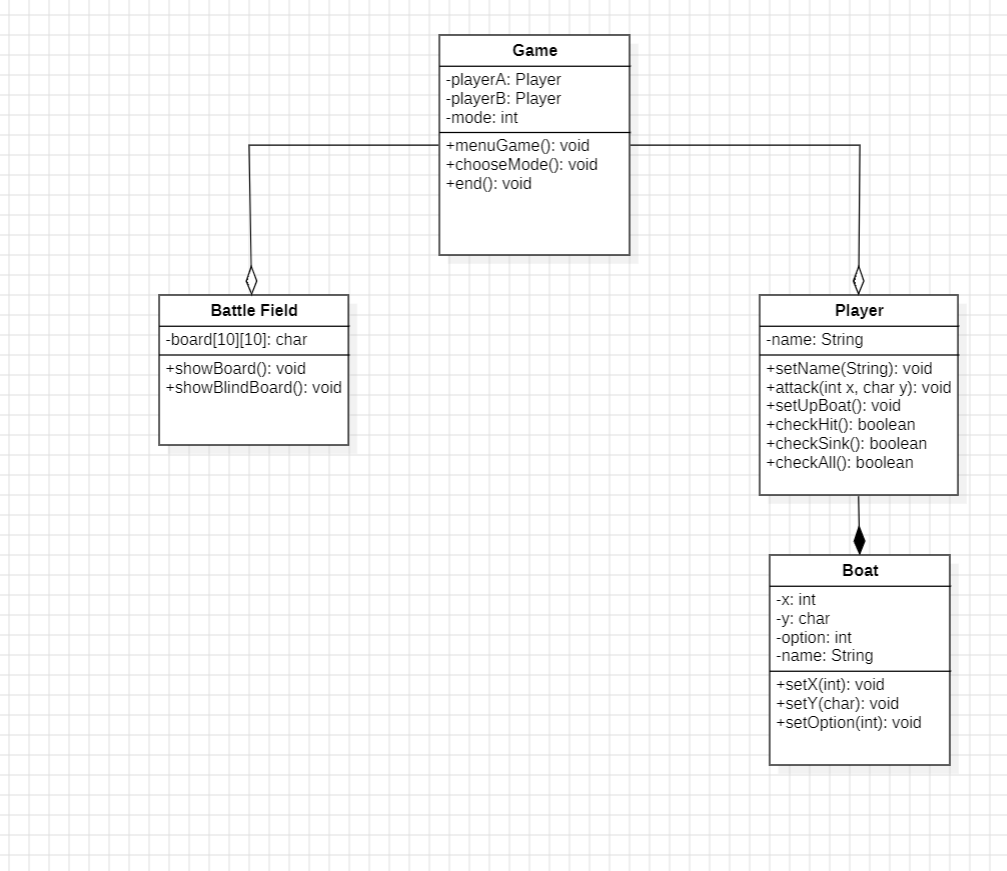 Game
-playerA: Player
-playerB: Player
-mode: int
+menuGame(): void
+chooseMode(): void
+end(): void
Battle Field
-board[10][10]: char
+showBoard(): void
+showBlindBoard(): void
Player
-name: String
+setName(String): void
+attack(int x, char y): void
+setUpBoat(): void
+checkHit(): boolean
+checkSink(): boolean
+checkAll(): boolean
Boat
-x: int
-y: char
-option: int
-name: String
+setX(int): void
+setY(char): void
+setOption(int): void